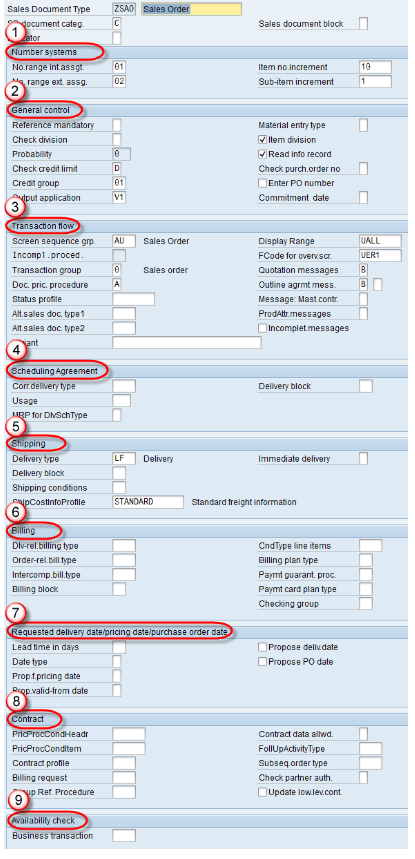 Sales Document Type ZSAO Sales Order
document categ. C Sales document block
1
Number systems
No.range int.assgt 01 Item no.increment 10
range ext. assg. 02 Sub-item increment 1
2
General control
Reference mandatory Material entry type
Check division Item division
Probability 0 Read info record
Check credit limit D Check purch.order no
Credit group 01 Enter PO number
Output application V1 Commitment date
3
Transaction flow
Screen sequence grp. AU Sales Order Display Range UALL
Incompl.proced. FCode for overv.scr. UER1
Transaction group 0 Sales order Quotation messages B
Doc. pric. procedure A Outline agrmt mess. B
Status profile Message: Mast.contr.
Alt.sales doc. type1 ProdAttr.messages
Alt.sales doc. type2 Incomplet.messages
4
Scheduling Agreement
Corr.delivery type Delivery block
Usage
MRP for DlvSchType
5
Shipping
Delivery type LF Delivery Immediate delivery
Delivery block
Shipping conditions
ShipCostInfoProfile STANDARD Standard freight information
6
Billing
Dlv-rel.billing type CndType line items
Order-rel.bill.type Billing plan type
Intercomp.bill.type Paymt guarant. proc.
Billing block Paymt card plan type
Checking group
7
Requested delivery date/pricing date/purchase order date
Lead time in days Propose deliv.date
Date type Propose PO date
Prop.f.pricing date
Prop.valid-from date
8
Contract
PricProcCondHeadr Contract data allwd.
PricProcCondItem FollUpActivityType
Contract profile Subseq.order type
Billing request Check partner auth.
Ref. Procedure Update low.lev.cont.
9
Availability check
Business transaction